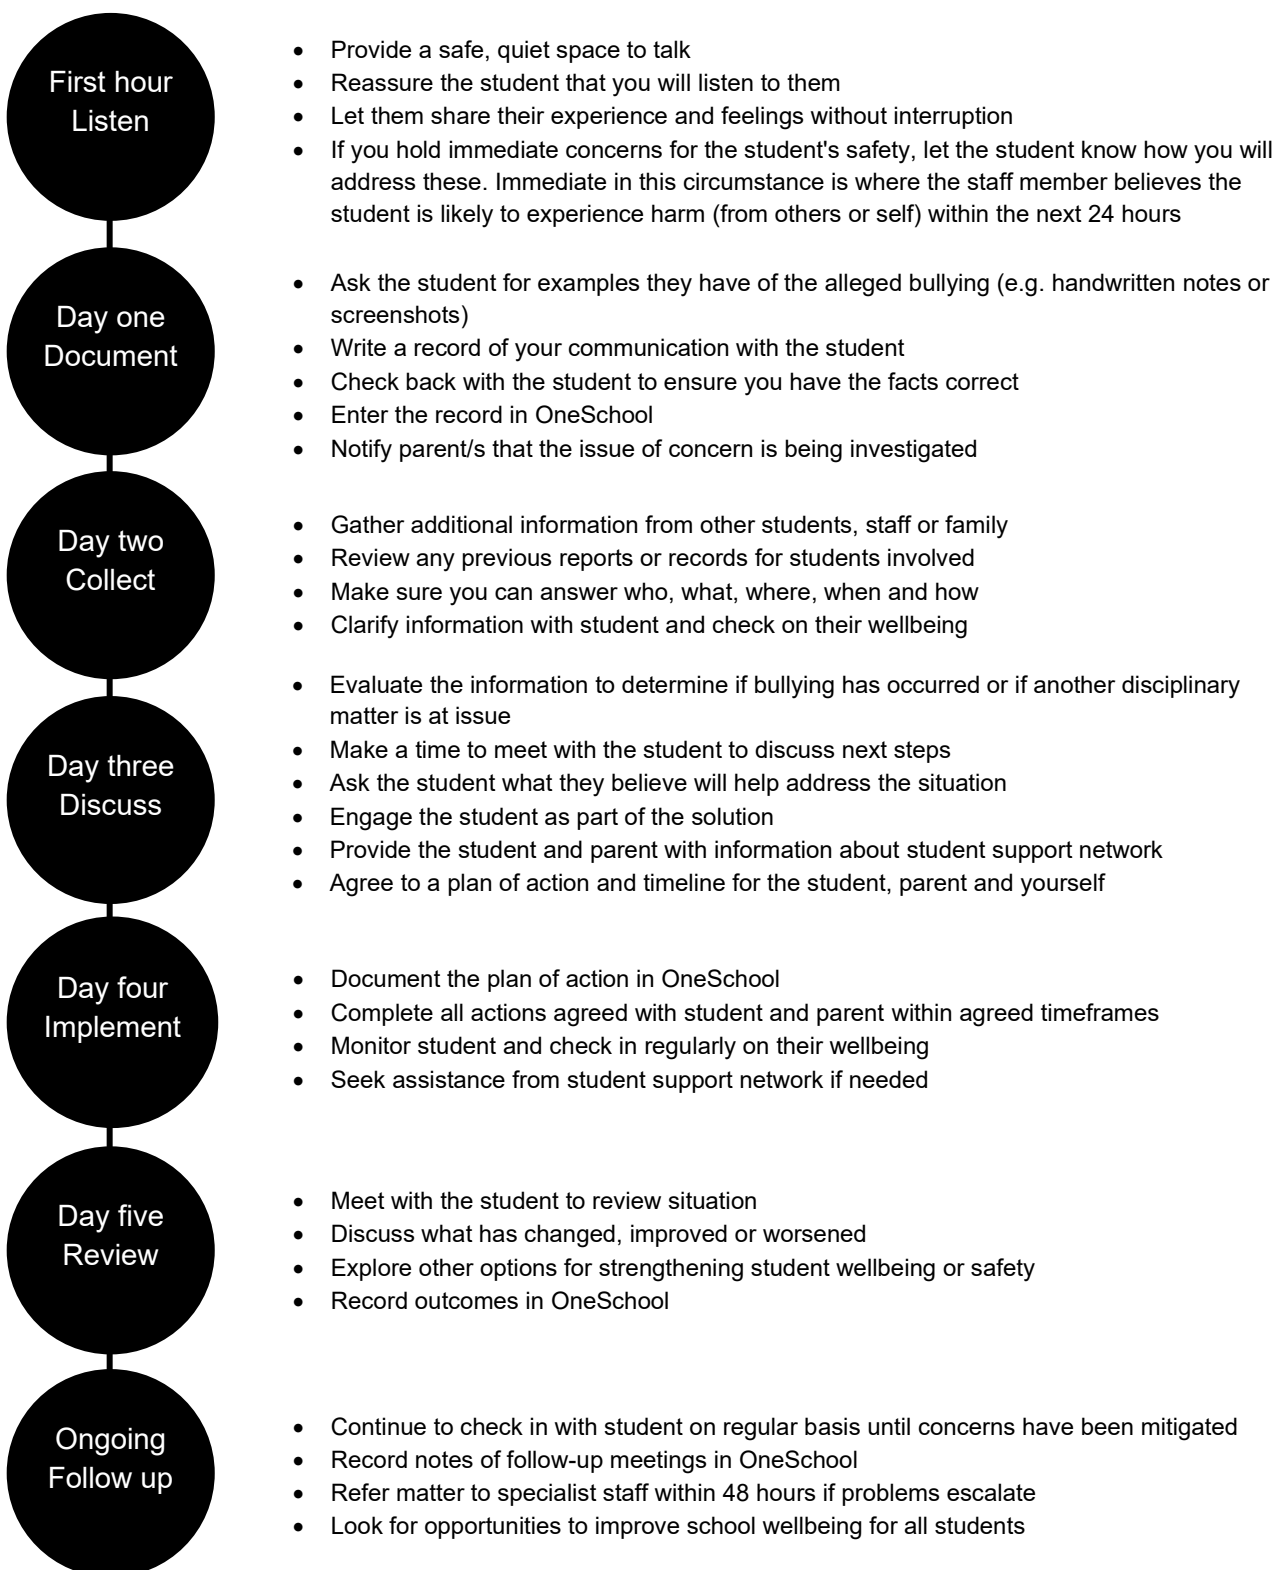 First hour
Listen
• Provide a safe, quiet space to talk
• Reassure the student that you will listen to them
• Let them share their experience and feelings without interruption
• If you hold immediate concerns for the student's safety, let the student know how you will
address these. Immediate in this circumstance is where the staff member believes the
student is likely to experience harm (from others or self) within the next 24 hours
Day one
Document
• Ask the student for examples they have of the alleged bullying (e.g. handwritten notes or
screenshots)
• Write a record of your communication with the student
• Check back with the student to ensure you have the facts correct
• Enter the record in OneSchool
• Notify parent/s that the issue of concern is being investigated
Day two
Collect
• Gather additional information from other students, staff or family
• Review any previous reports or records for students involved
• Make sure you can answer who, what, where, when and how
• Clarify information with student and check on their wellbeing
Day three
Discuss
• Evaluate the information to determine if bullying has occurred or if another disciplinary
matter is at issue
• Make a time to meet with the student to discuss next steps
• Ask the student what they believe will help address the situation
• Engage the student as part of the solution
• Provide the student and parent with information about student support network
• Agree to a plan of action and timeline for the student, parent and yourself
Day four
Implement
• Document the plan of action in OneSchool
• Complete all actions agreed with student and parent within agreed timeframes
• Monitor student and check in regularly on their wellbeing
• Seek assistance from student support network if needed
Day five
Review
• Meet with the student to review situation
• Discuss what has changed, improved or worsened
• Explore other options for strengthening student wellbeing or safety
• Record outcomes in OneSchool
Ongoing
Follow up
• Continue to check in with student on regular basis until concerns have been mitigated
• Record notes of follow-up meetings in OneSchool
• Refer matter to specialist staff within 48 hours if problems escalate
• Look for opportunities to improve school wellbeing for all students